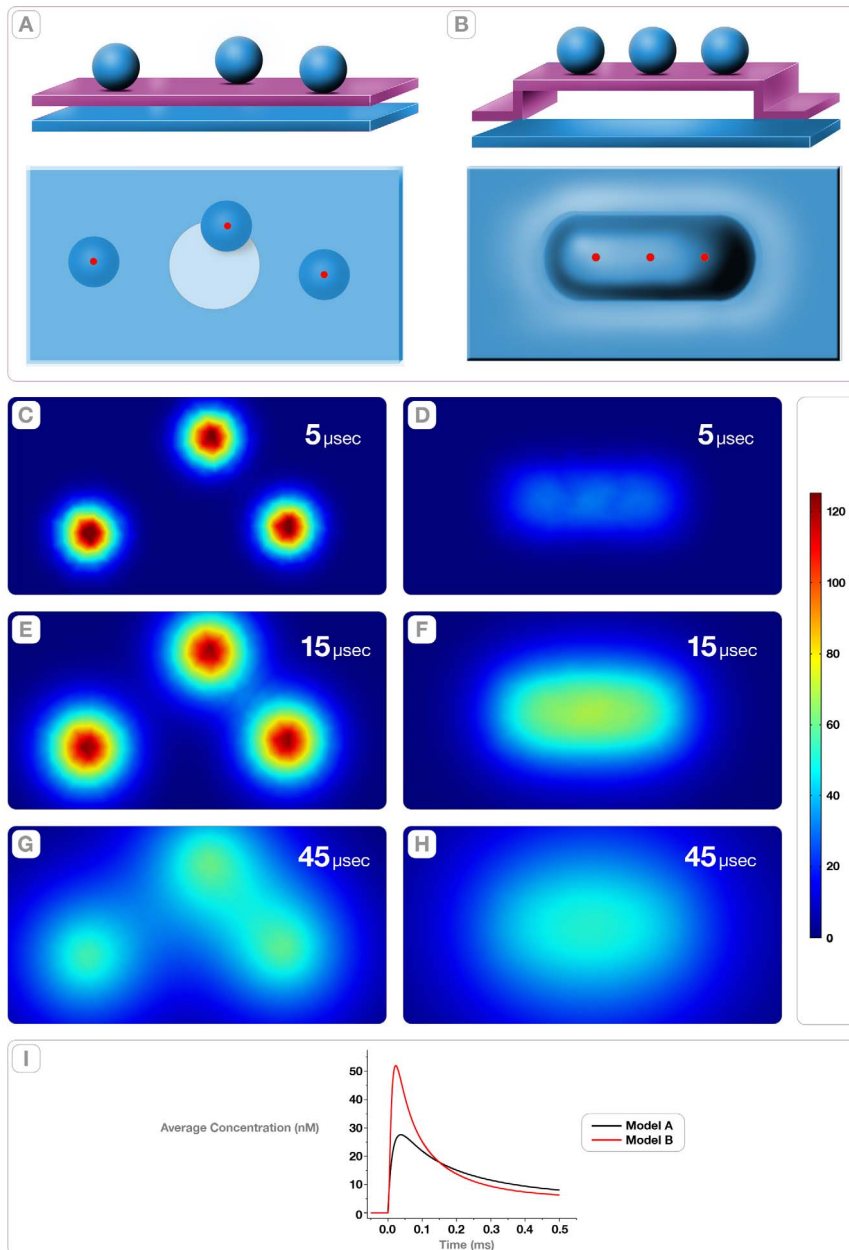 A
B
C
5 μsec
D
5 μsec
E
15 μsec
F
15 μsec
G
45 μsec
H
45 μsec
120
100
80
60
40
20
0
I
50
40
30
20
10
0
Average Concentration (nM)
Model A
Model B
0.0 0.1 0.2 0.3 0.4 0.5
Time (ms)